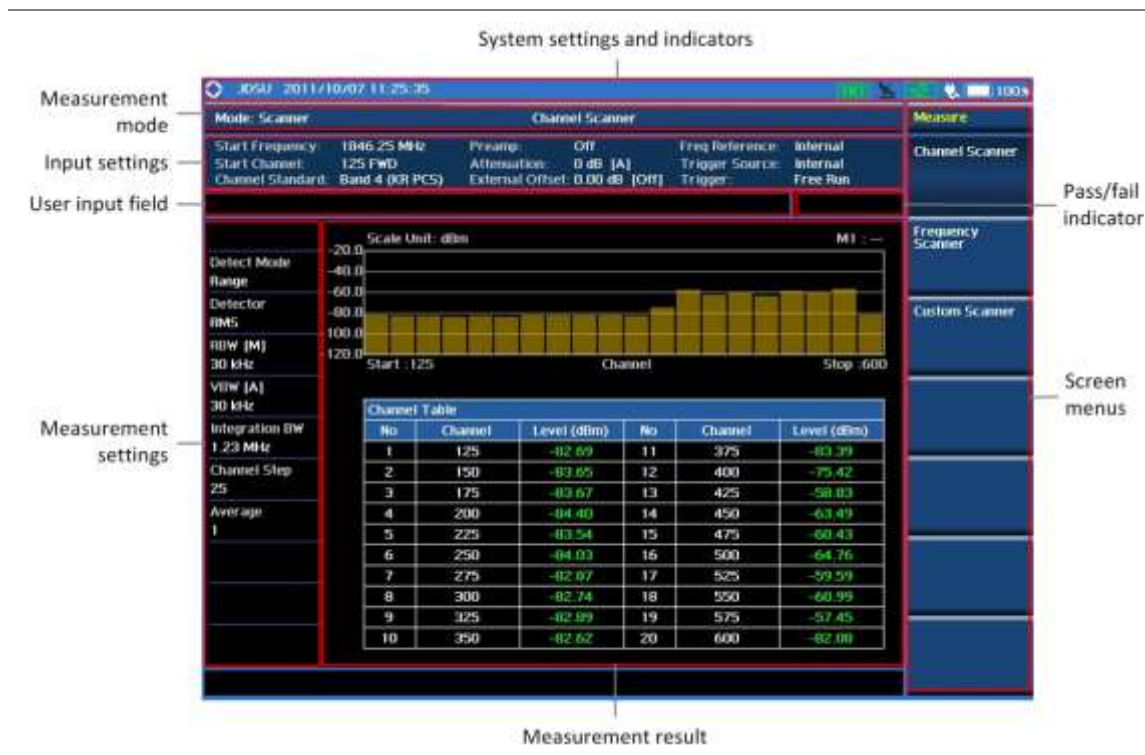 System settings and indicators
JDSU 2011/10/07 11:25:35
100%
Measurement mode
Mode: Scanner Channel Scanner
Measure
Input settings
Start Frequency: 1846.25 MHz Preamp: Off Freq Reference: Internal
Start Channel: 125 FWD Attenuation: 0 dB [A] Trigger Source: Internal
Channel Standard: Band 4 (KR PCS) External Offset: 0.00 dB [Off] Trigger: Free Run
Channel Scanner
User input field
Pass/fail indicator
Frequency Scanner
Custom Scanner
Screen menus
Measurement settings
Detect Mode
Range
Detector
RMS
RBW [M]
30 kHz
VBW [A]
30 kHz
Integration BW
1.23 MHz
Channel Step
25
Average
1
Scale Unit: dBm M1 : --
-20.0
-40.0
-60.0
-80.0
-100.0
-120.0
Start :125 Channel Stop :600
Channel Table
No Channel Level (dBm) No Channel Level (dBm)
1 125 -82.69 11 375 -83.39
2 150 -83.65 12 400 -75.42
3 175 -83.67 13 425 -58.03
4 200 -84.40 14 450 -63.49
5 225 -83.54 15 475 -60.43
6 250 -84.03 16 500 -64.76
7 275 -82.07 17 525 -59.59
8 300 -82.74 18 550 -60.99
9 325 -82.89 19 575 -57.45
10 350 -82.62 20 600 -82.00
Measurement result